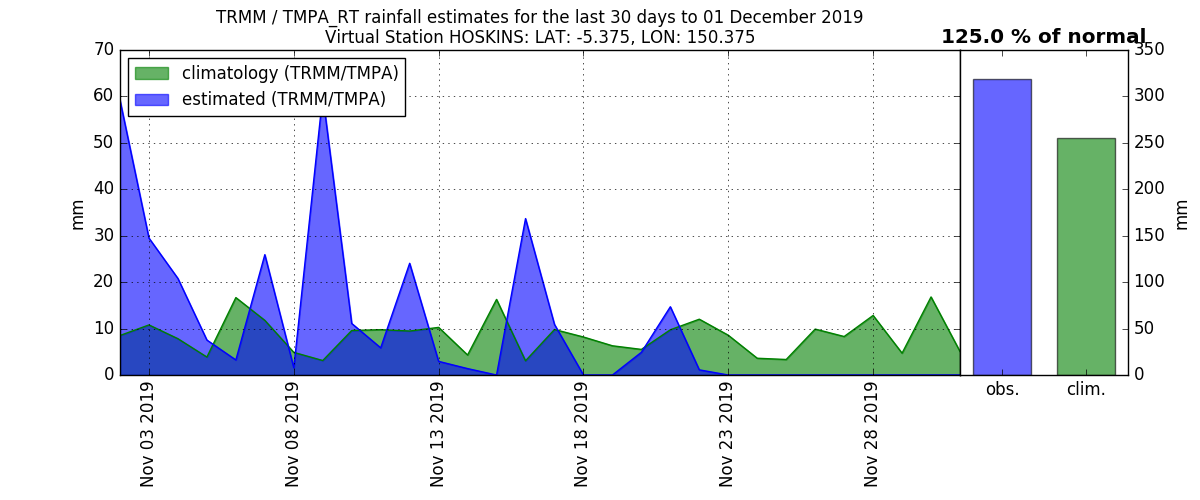 TRMM / TMPA_RT rainfall estimates for the last 30 days to 01 December 2019
Virtual Station HOSKINS: LAT: -5.375, LON: 150.375
125.0 % of normal
climatology (TRMM/TMPA)
estimated (TRMM/TMPA)
70
60
50
40
30
20
10
0
mm
350
300
250
200
150
100
50
0
mm
Nov 03 2019
Nov 08 2019
Nov 13 2019
Nov 18 2019
Nov 23 2019
Nov 28 2019
obs.
clim.